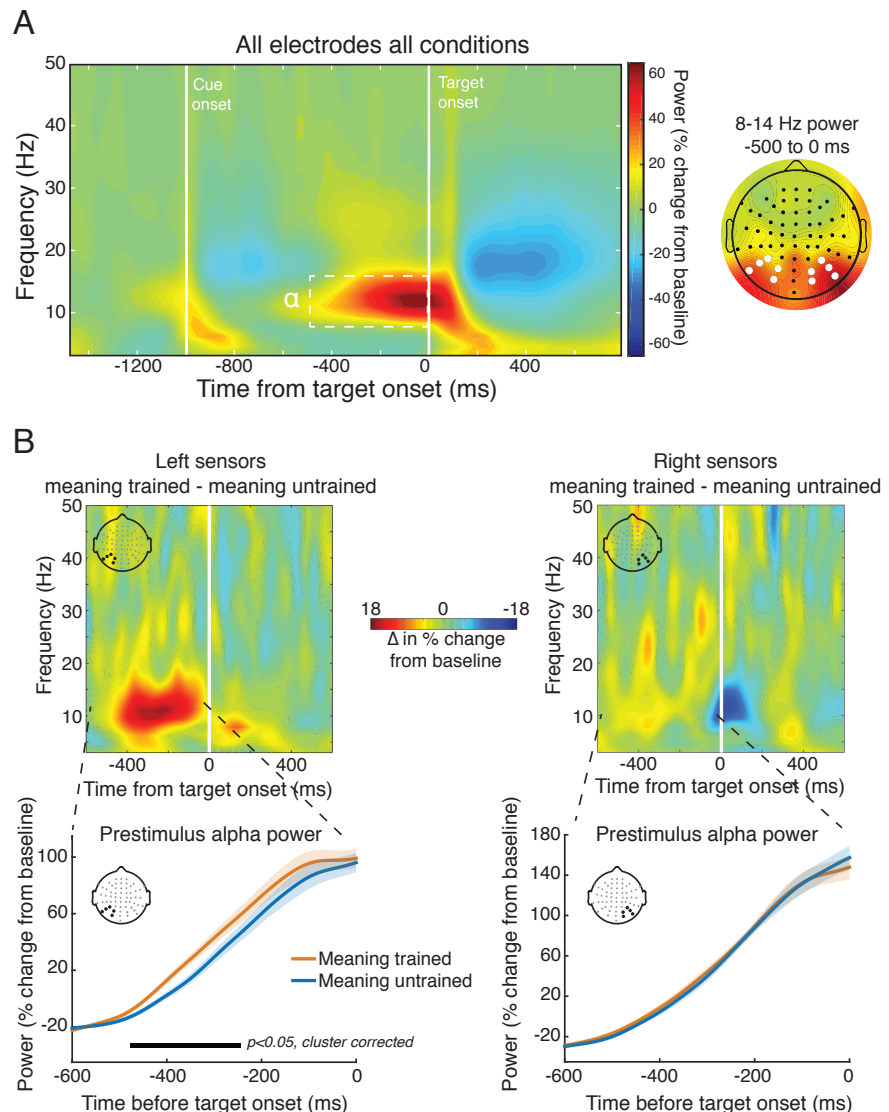 A
All electrodes all conditions
Cue
onset
Target
onset
α
50
40
30
20
10
Frequency (Hz)
-1200
-800
-400
0
400
Time from target onset (ms)
60
40
20
0
-20
-40
-60
Power (% change from baseline)
8-14 Hz power
-500 to 0 ms
B
Left sensors
meaning trained - meaning untrained
50
40
30
20
10
Frequency (Hz)
-400
0
400
Time from target onset (ms)
18
0
-18
Δ in % change
from baseline
Right sensors
meaning trained - meaning untrained
50
40
30
20
10
Frequency (Hz)
-400
0
400
Time from target onset (ms)
Prestimulus alpha power
100
60
20
-20
Power (% change from baseline)
Meaning trained
Meaning untrained
p<0.05, cluster corrected
-600
-400
-200
0
Time before target onset (ms)
Prestimulus alpha power
180
140
100
60
20
-20
Power (% change from baseline)
-600
-400
-200
0
Time before target onset (ms)